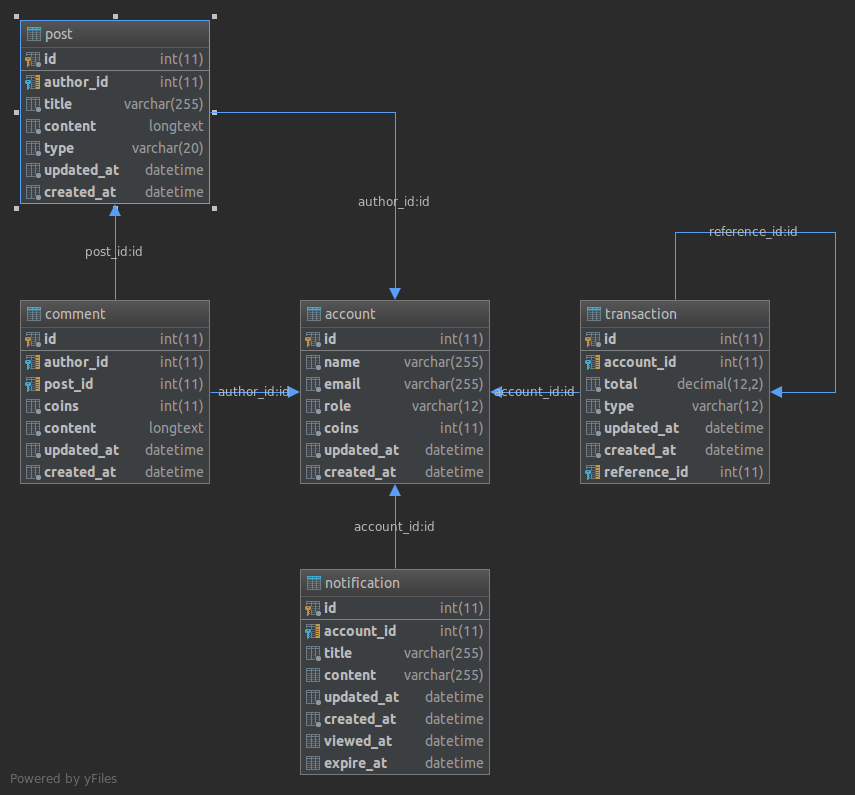 post
id int(11)
author_id int(11)
title varchar(255)
content longtext
type varchar(20)
updated_at datetime
created_at datetime
author_id:id
post_id:id
reference_id:id
comment
id int(11)
author_id int(11)
post_id int(11)
coins int(11)
content longtext
updated_at datetime
created_at datetime
author_id:id
account
id int(11)
name varchar(255)
email varchar(255)
role varchar(12)
coins int(11)
updated_at datetime
created_at datetime
account_id:id
transaction
id int(11)
account_id int(11)
total decimal(12,2)
type varchar(12)
updated_at datetime
created_at datetime
reference_id int(11)
account_id:id
notification
id int(11)
account_id int(11)
title varchar(255)
content varchar(255)
updated_at datetime
created_at datetime
viewed_at datetime
expire_at datetime
Powered by yFiles